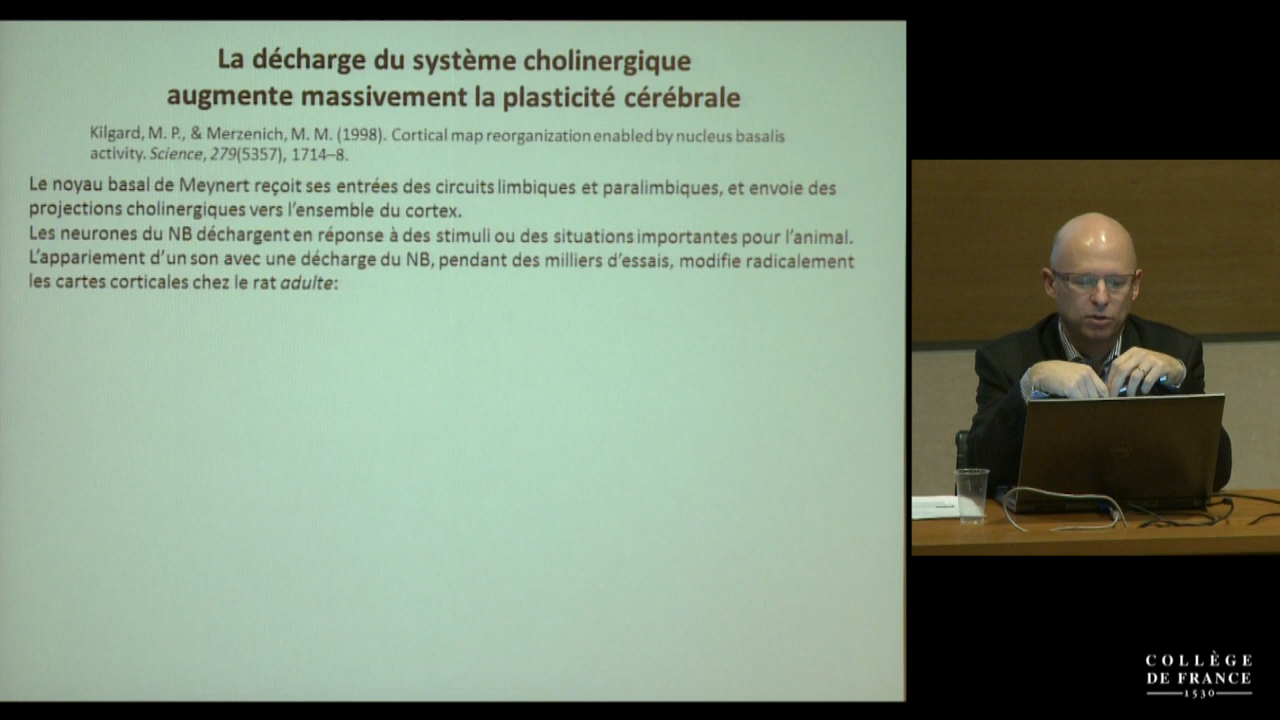 La décharge du système cholinergique
augmente massivement la plasticité cérébrale
Kilgard, M. P., & Merzenich, M. M. (1998). Cortical map reorganization enabled by nucleus basalis
activity. Science, 279(5357), 1714–8.
Le noyau basal de Meynert reçoit ses entrées des circuits limbiques et paralimbiques, et envoie des
projections cholinergiques vers l'ensemble du cortex.
Les neurones du NB déchargent en réponse à des stimuli ou des situations importantes pour l'animal.
L'appariement d'un son avec une décharge du NB, pendant des milliers d'essais, modifie radicalement
les cartes corticales chez le rat adulte:
COLLÈGE
DE FRANCE
1530